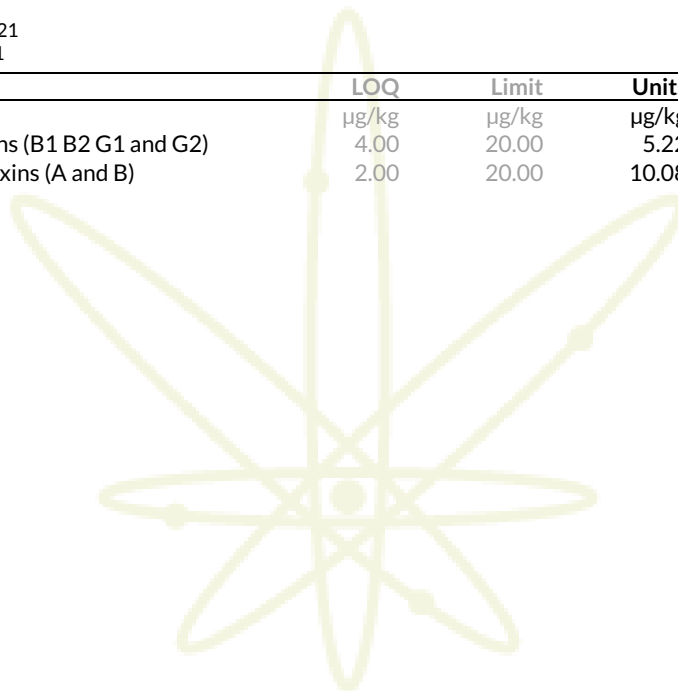 21
1
LOQ Limit Unit
µg/kg µg/kg µg/kg
ns (B1 B2 G1 and G2) 4.00 20.00 5.22
xins (A and B) 2.00 20.00 10.08